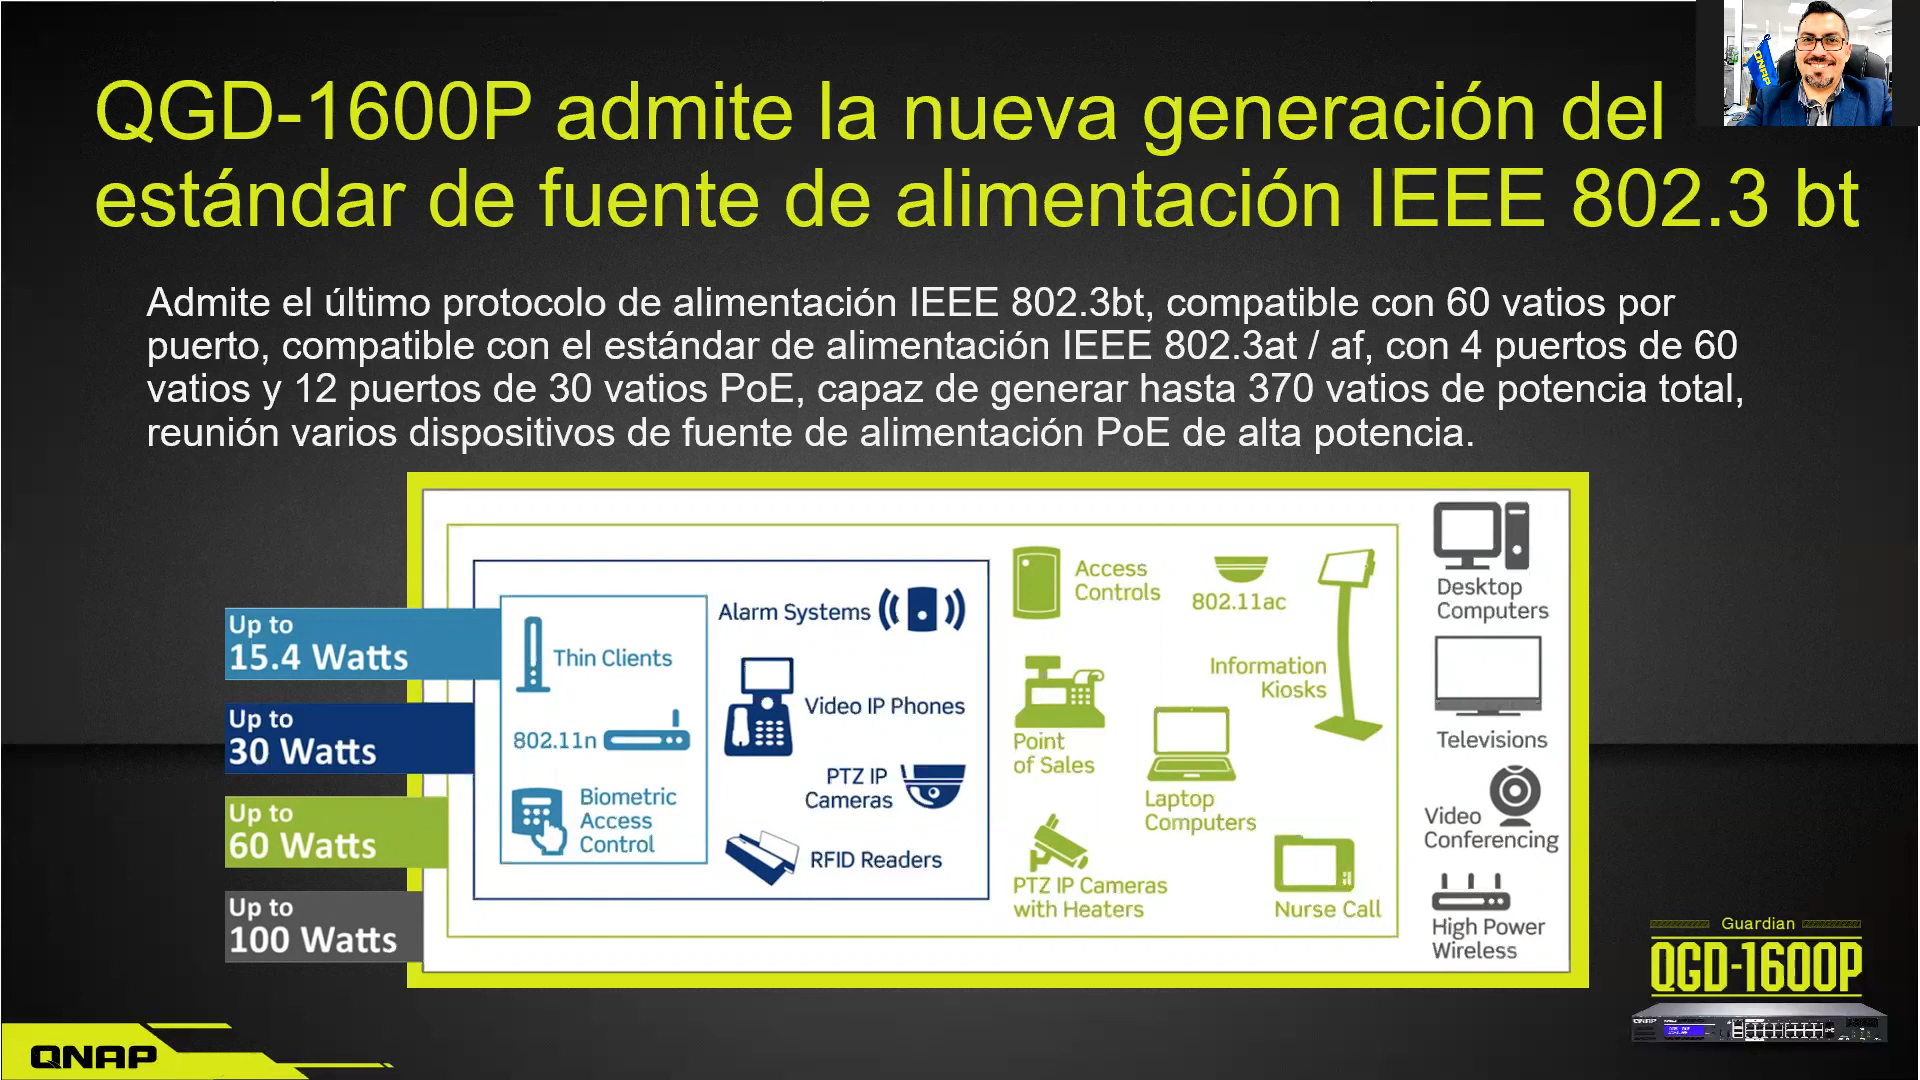 QGD-1600P admite la nueva generación del
estándar de fuente de alimentación IEEE 802.3 bt
QNAP
Admite el último protocolo de alimentación IEEE 802.3bt, compatible con 60 vatios por
puerto, compatible con el estándar de alimentación IEEE 802.3at / af, con 4 puertos de 60
vatios y 12 puertos de 30 vatios PoE, capaz de generar hasta 370 vatios de potencia total,
reunión varios dispositivos de fuente de alimentación PoE de alta potencia.
Up to
15.4 Watts
Up to
30 Watts
Up to
60 Watts
Up to
100 Watts
Thin Clients
802.11n
Biometric
Access
Control
Alarm Systems
Video IP Phones
PTZ IP
Cameras
RFID Readers
Access
Controls
802.11ac
Information
Kiosks
Point
of Sales
Laptop
Computers
PTZ IP Cameras
with Heaters
Nurse Call
Desktop
Computers
Televisions
Video
Conferencing
High Power
Wireless
Guardian
QGD-1600P
QNAP
QNAP